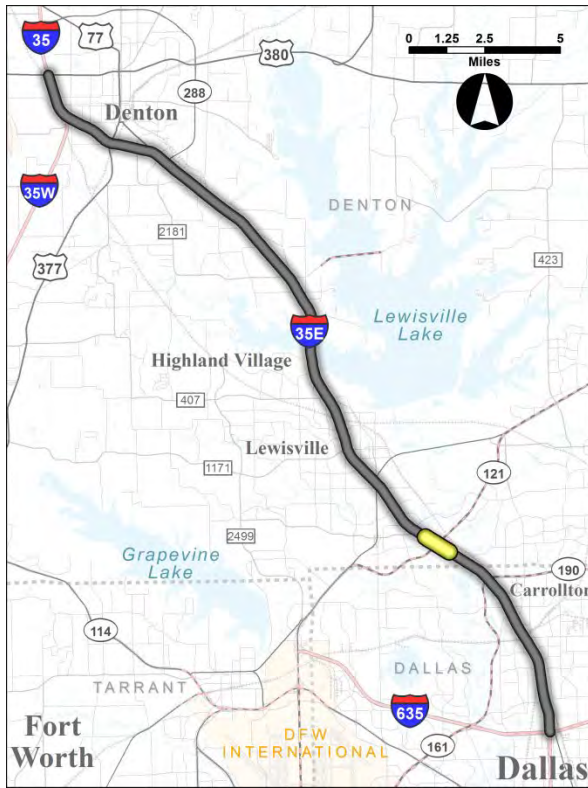 35
77
380
0 1.25 2.5 5
Miles
288
Denton
35W
DENTON
2181
377
423
35E
Lewisville
Lake
Highland Village
407
Lewisville
1171
121
2499
Grapevine
Lake
190
Carrollton
114
DALLAS
TARRANT
635
Fort
Worth
DFW
INTERNATIONAL
161
Dallas